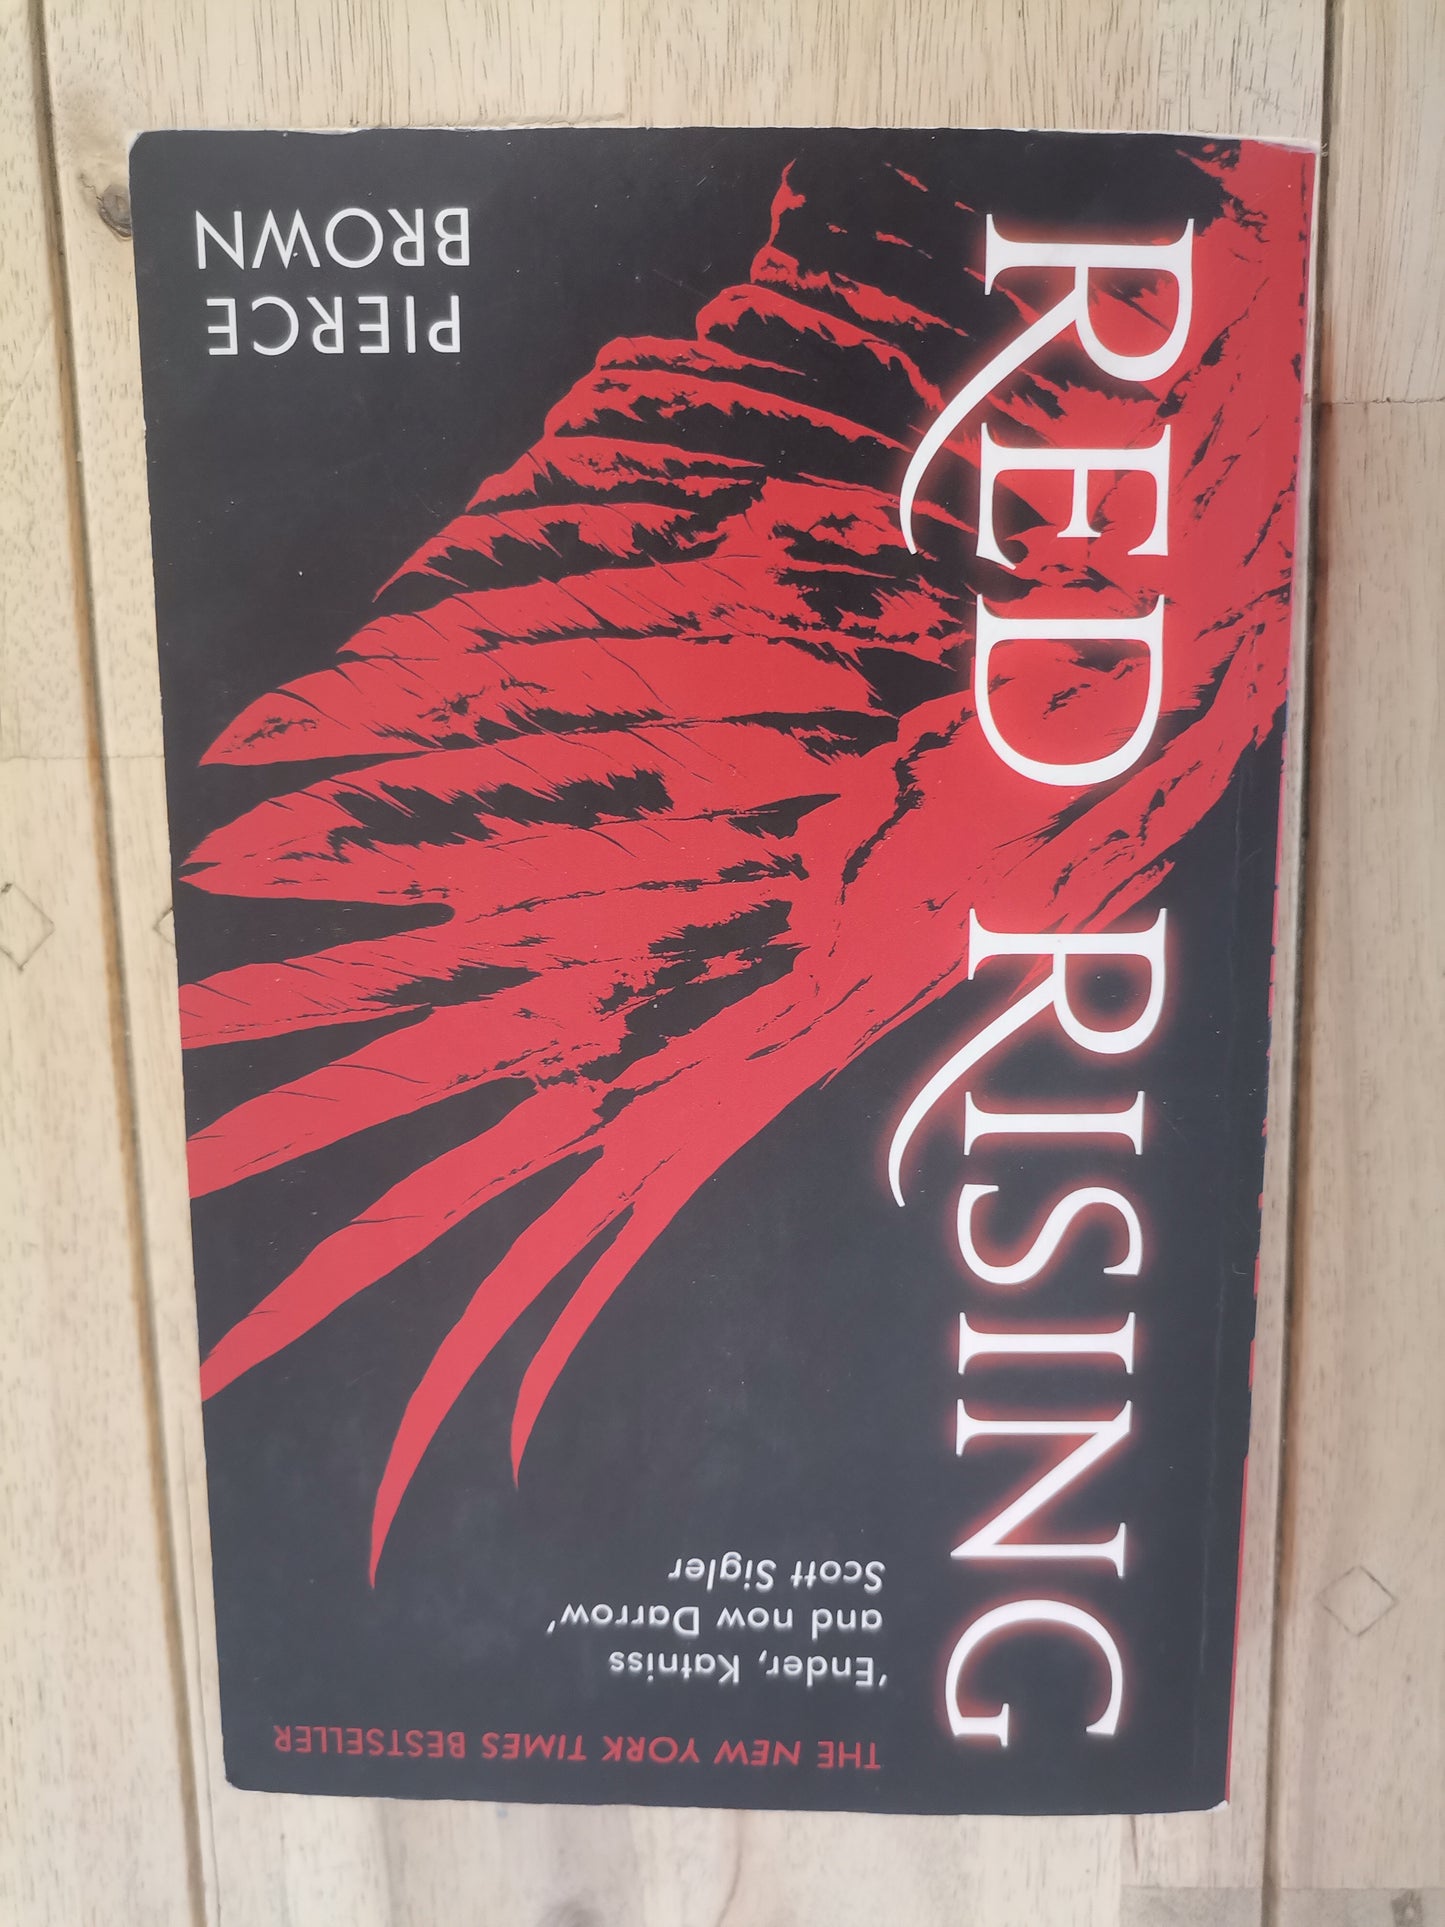 THE NEW YORK TIMES BESTSELLER
'Ender, Katniss
and now Darrow'
Scott Sigler
RED RISING
PIERCE
BROWN